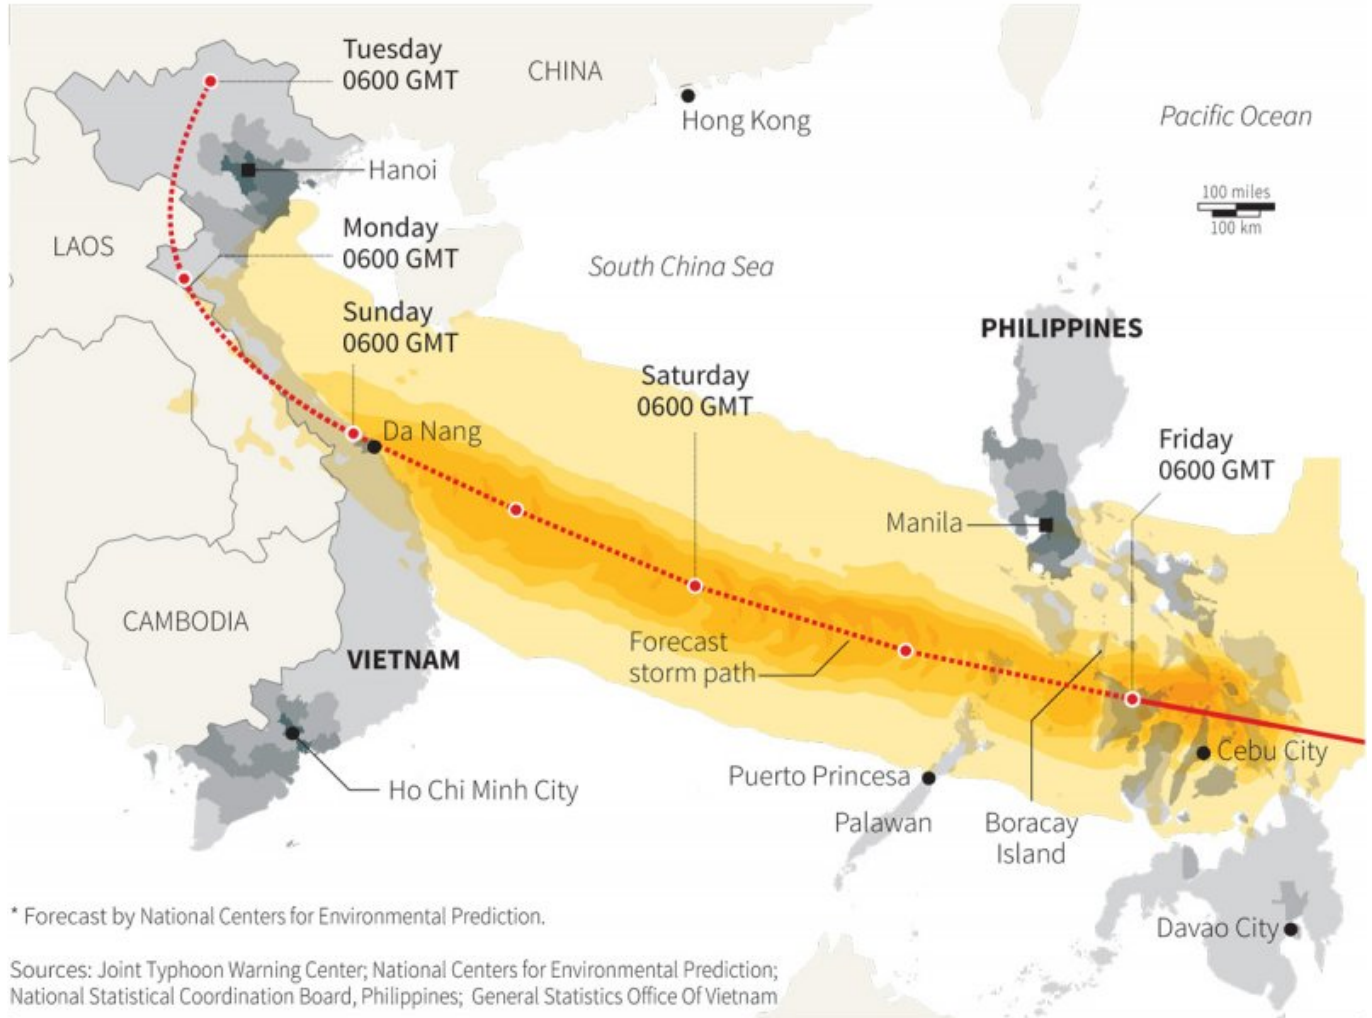 Tuesday
0600 GMT
CHINA
Hong Kong
Pacific Ocean
Hanoi
100 miles
100 km
LAOS
Monday
0600 GMT
South China Sea
Sunday
0600 GMT
PHILIPPINES
Saturday
0600 GMT
Da Nang
Friday
0600 GMT
Manila
CAMBODIA
VIETNAM
Forecast
storm path
Cebu City
Puerto Princesa
Ho Chi Minh City
Palawan
Boracay
Island
* Forecast by National Centers for Environmental Prediction.
Davao City
Sources: Joint Typhoon Warning Center; National Centers for Environmental Prediction;
National Statistical Coordination Board, Philippines; General Statistics Office Of Vietnam